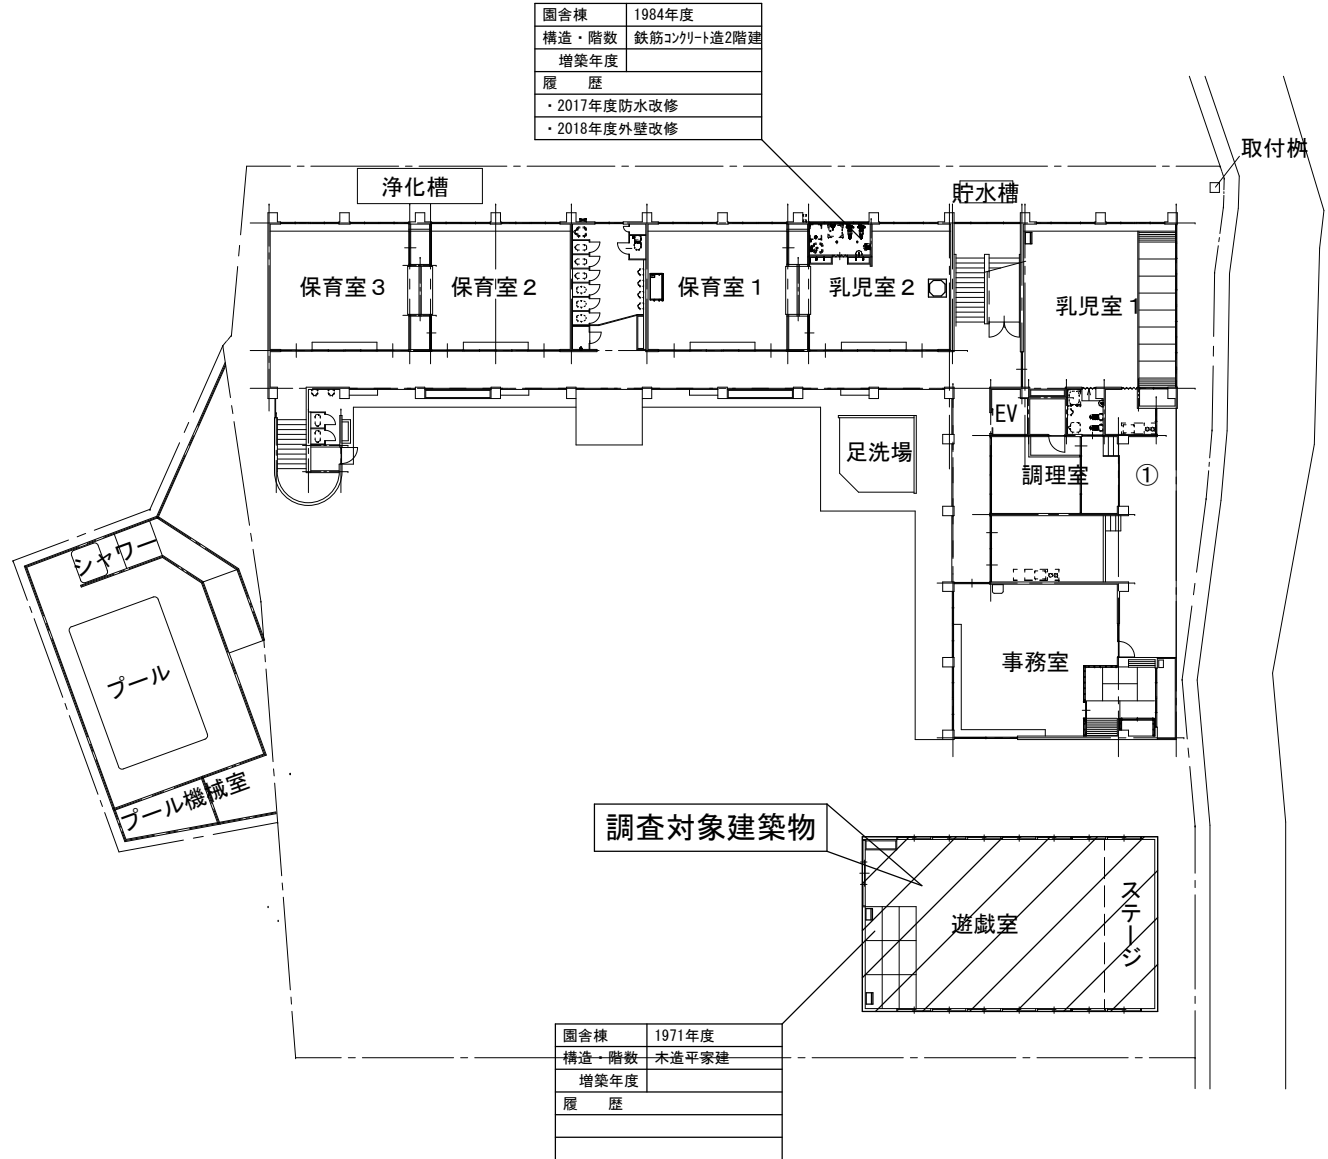 園舎棟 1984年度
構造・階数 鉄筋ｺﾝｸﾘｰﾄ造2階建
増築年度
履 歴
・2017年度防水改修
・2018年度外壁改修
取付桝
浄化槽
貯水槽
保育室３
保育室２
保育室１
乳児室２
乳児室１
EV
足洗場
調理室
①
シャワー
プール
事務室
プール機械室
調査対象建築物
遊戯室
ステージ
園舎棟 1971年度
構造・階数 木造平家建
増築年度
履 歴